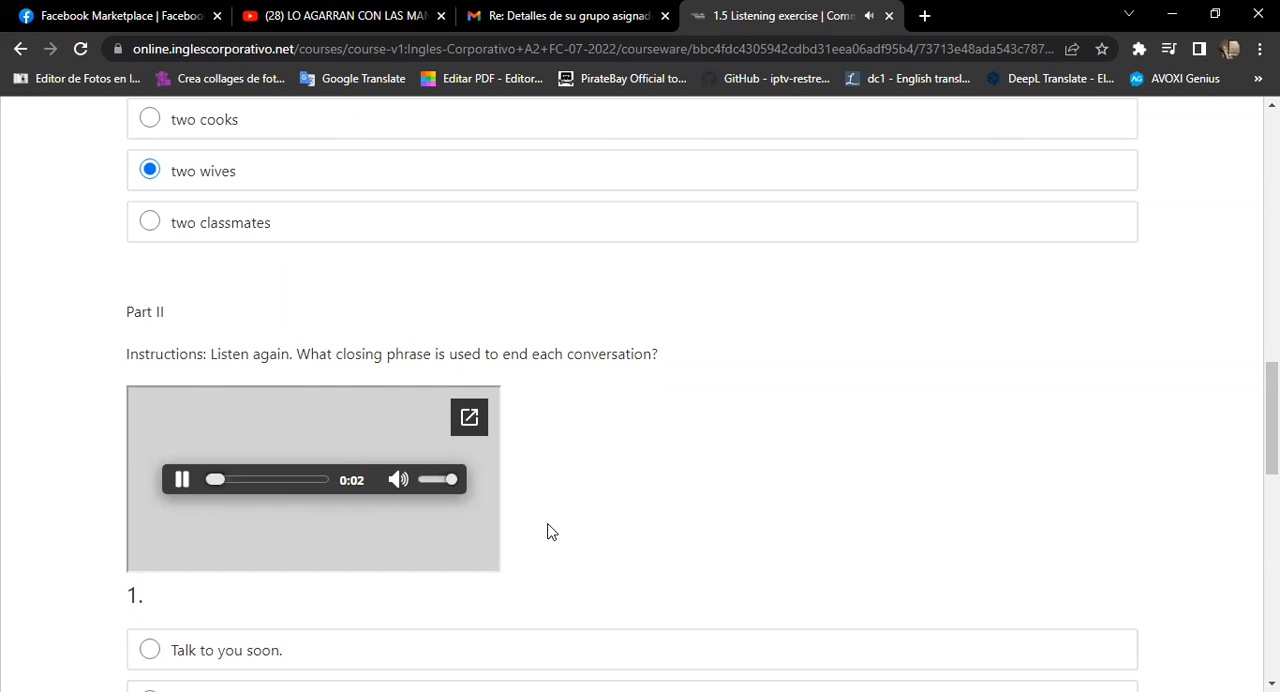 Facebook Marketplace | Faceboo
(28) LO AGARRAN CON LAS MAN
Re: Detalles de su grupo asignad
1.5 Listening exercise | Comm
online.inglescorporativo.net/courses/course-v1:Ingles-Corporativo+A2+FC-07-2022/courseware/bbc4fdc4305942cdbd31eea06adf95b4/73713e48ada543c787...
Editor de Fotos en l...
Crea collages de fot...
Google Translate
Editar PDF - Editor...
PirateBay Official to...
GitHub - iptv-restre...
dc1 - English transl...
DeepL Translate - El...
AVOXI Genius
»
two cooks
two wives
two classmates
Part II
Instructions: Listen again. What closing phrase is used to end each conversation?
0:02
1.
Talk to you soon.